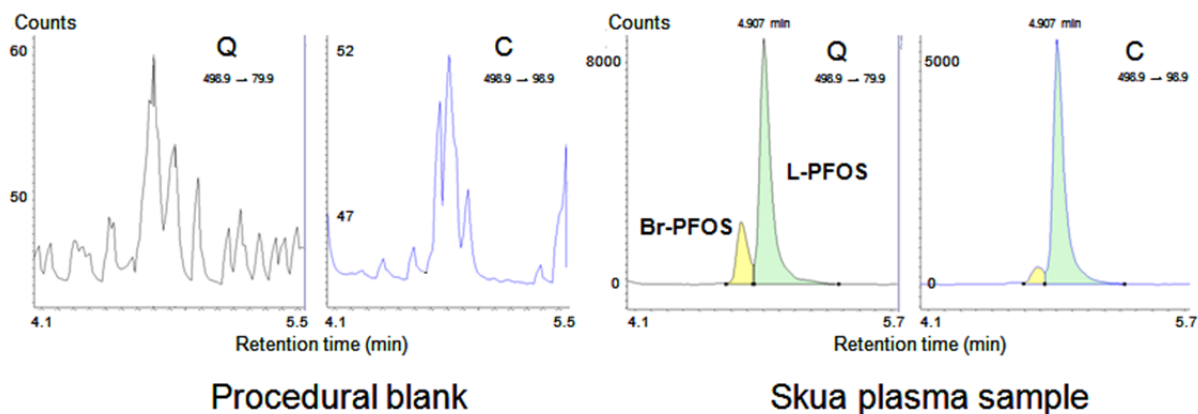 Counts
60
50
Q
498.9 → 79.9
4.1
5.5
52
47
C
498.9 → 98.9
4.1
5.5
Retention time (min)
Procedural blank
Counts
8000
0
4.907 min
Q
498.9 → 79.9
L-PFOS
Br-PFOS
4.1
5.7
5000
0
4.907 min
C
498.9 → 98.9
4.1
5.7
Retention time (min)
Skua plasma sample